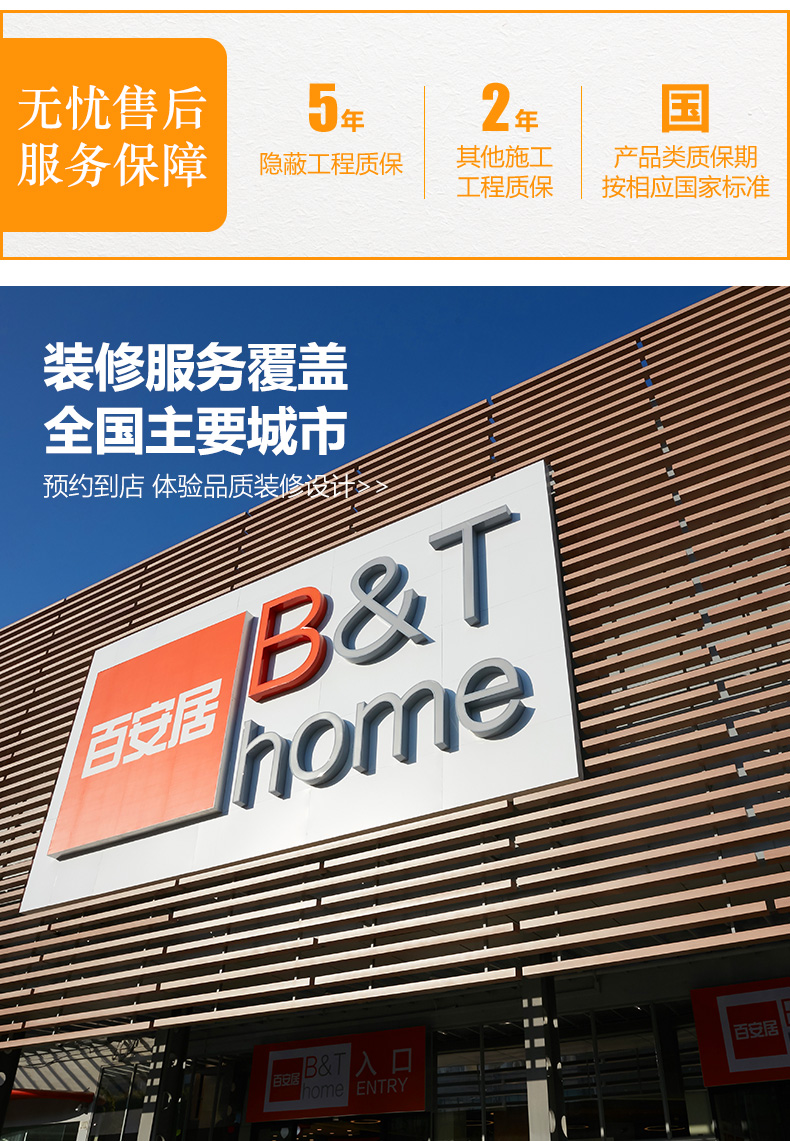 无忧售后
服务保障
5年
隐蔽工程质保
2年
其他施工
工程质保
国
产品类质保期
按相应国家标准
装修服务覆盖
全国主要城市
预约到店 体验品质装修设计>>
百安居
B&T
home
百安居
B&T
home
入口
ENTRY
百安居